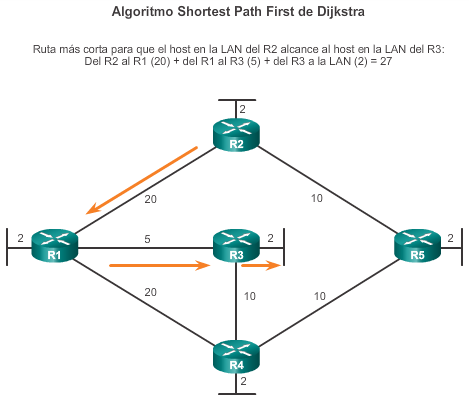 Algoritmo Shortest Path First de Dijkstra
Ruta más corta para que el host en la LAN del R2 alcance al host en la LAN del R3:
Del R2 al R1 (20) + del R1 al R3 (5) + del R3 a la LAN (2) = 27
2
R2
20
10
2
R1
5
R3
2
R5
2
20
10
10
R4
2